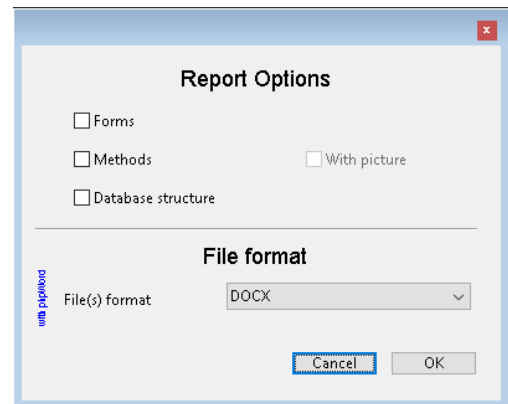 x
Report Options
Forms
Methods
With picture
Database structure
File format
File(s) format
DOCX
Cancel
OK